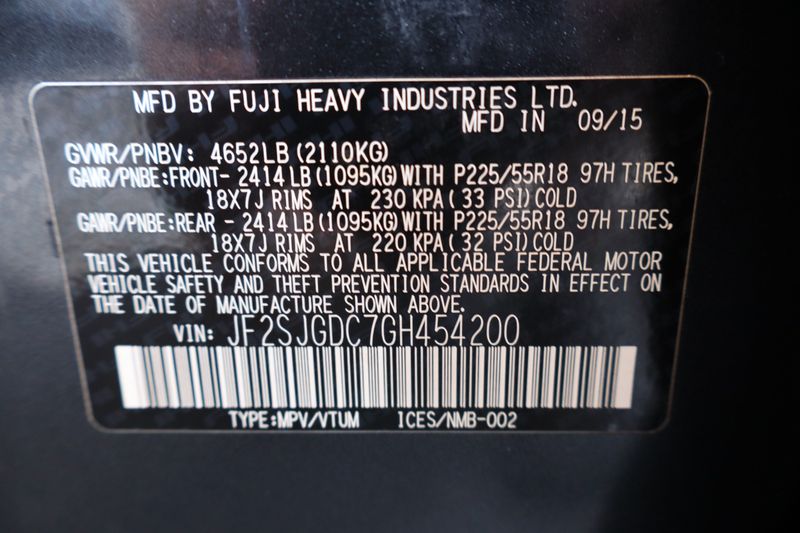 MFD BY FUJI HEAVY INDUSTRIES LTD.
MFD IN 09/15
GVWR/PNBV: 4652LB (2110KG)
GAWR/PNBE:FRONT- 2414 LB (1095KG) WITH P225/55R18 97H TIRES,
18X7J RIMS AT 230 KPA ( 33 PSI) COLD
GAWR/PNBE:REAR - 2414 LB (1095KG) WITH P225/55R18 97H TIRES,
18X7J RIMS AT 220 KPA ( 32 PSI) COLD
THIS VEHICLE CONFORMS TO ALL APPLICABLE FEDERAL MOTOR
VEHICLE SAFETY AND THEFT PREVENTION STANDARDS IN EFFECT ON
THE DATE OF MANUFACTURE SHOWN ABOVE.
VIN: JF2SJGDC7GH454200
TYPE:MPV/VTUM ICES/NMB-002